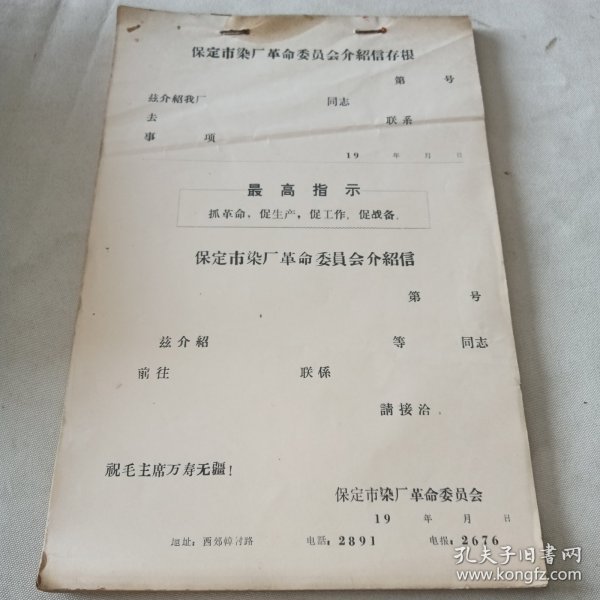 保定市染厂革命委员会介紹信存根
第 号
兹介紹我厂 同志
去 联系
事 项
19 年 月 日
最高指示
抓革命、促生产，促工作、促战备。
保定市染厂革命委員会介紹信
第 号
兹介紹 等 同志
前往 联係
請接洽。
祝毛主席万寿无疆！
保定市染厂革命委员会
19 年 月 日
地址：西郊韓村路 电話：2891 电报：2676
孔夫子旧书网
www.kongfz.com